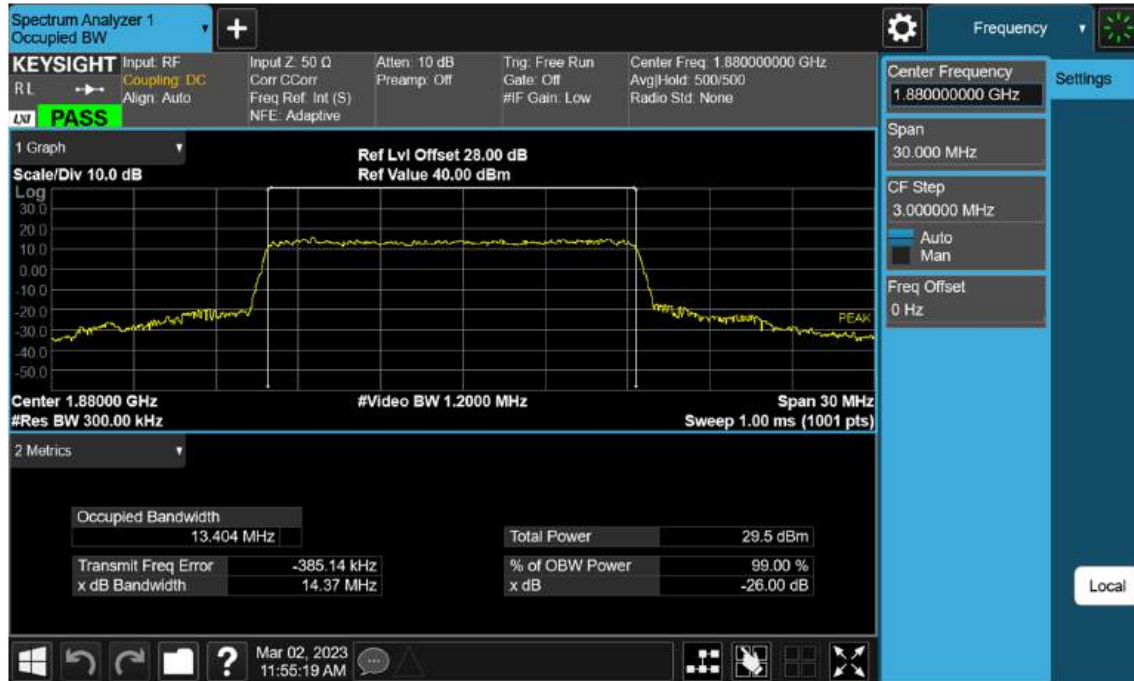 Spectrum Analyzer 1
Occupied BW
+
Frequency
KEYSIGHT
R L
LXI
PASS
Input: RF
Coupling: DC
Align: Auto
Input Z: 50 Ω
Corr CCorr
Freq Ref: Int (S)
NFE: Adaptive
Atten: 10 dB
Preamp: Off
Trig: Free Run
Gate: Off
#IF Gain: Low
Center Freq: 1.880000000 GHz
Avg|Hold: 500/500
Radio Std: None
Center Frequency
1.880000000 GHz
Settings
Span
30.000 MHz
CF Step
3.000000 MHz
Auto
Man
Freq Offset
0 Hz
1 Graph
Scale/Div 10.0 dB
Ref Lvl Offset 28.00 dB
Ref Value 40.00 dBm
Log
30.0
20.0
10.0
0.00
-10.0
-20.0
-30.0
-40.0
-50.0
PEAK
Center 1.88000 GHz
#Video BW 1.2000 MHz
Span 30 MHz
#Res BW 300.00 kHz
Sweep 1.00 ms (1001 pts)
2 Metrics
Occupied Bandwidth
13.404 MHz
Total Power 29.5 dBm
Transmit Freq Error -385.14 kHz
% of OBW Power 99.00 %
x dB Bandwidth 14.37 MHz
x dB -26.00 dB
Local
?
Mar 02, 2023
11:55:19 AM